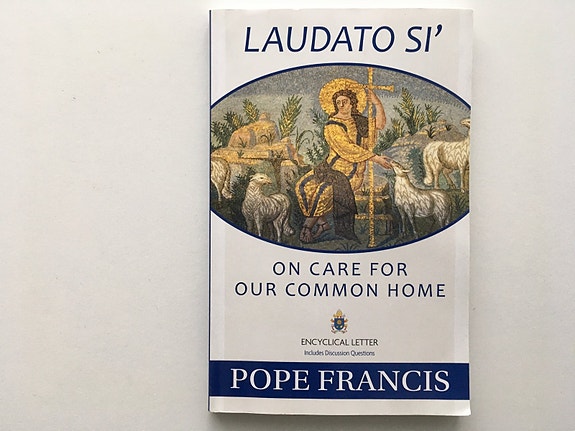 LAUDATO SI’
ON CARE FOR
OUR COMMON HOME
ENCYCLICAL LETTER
Includes Discussion Questions
POPE FRANCIS